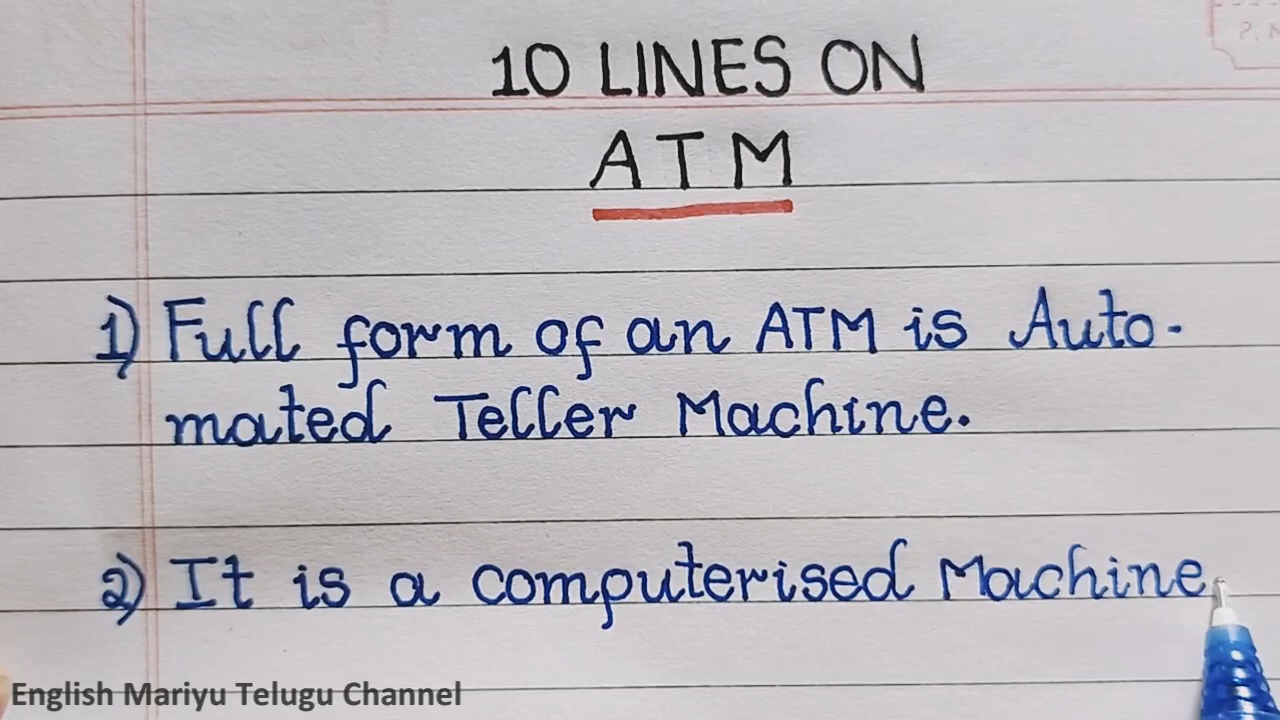 10 LINES ON
ATM
1) Full form of an ATM is Auto-
mated Teller Machine.
2) It is a computerised Machine
English Mariyu Telugu Channel